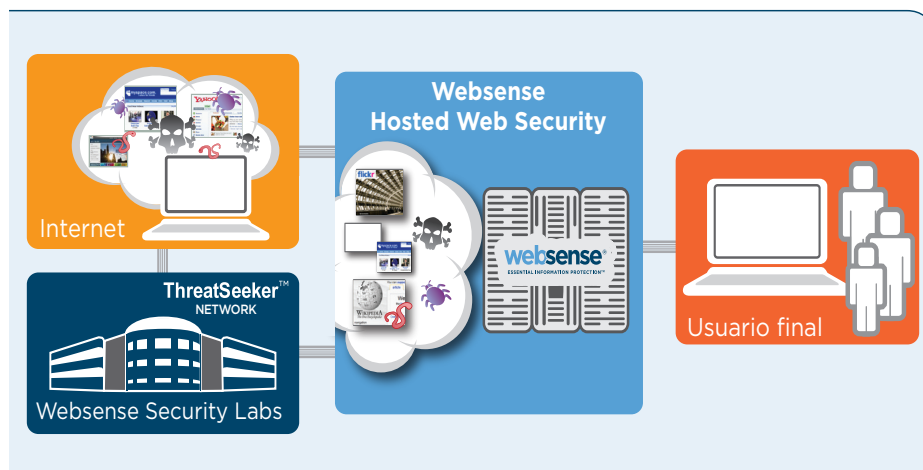 YAHOO!
Internet
ThreatSeeker™
NETWORK
Websense Security Labs
Websense
Hosted Web Security
flickr
WIKIPEDIA
websense®
ESSENTIAL INFORMATION PROTECTION™
Usuario final